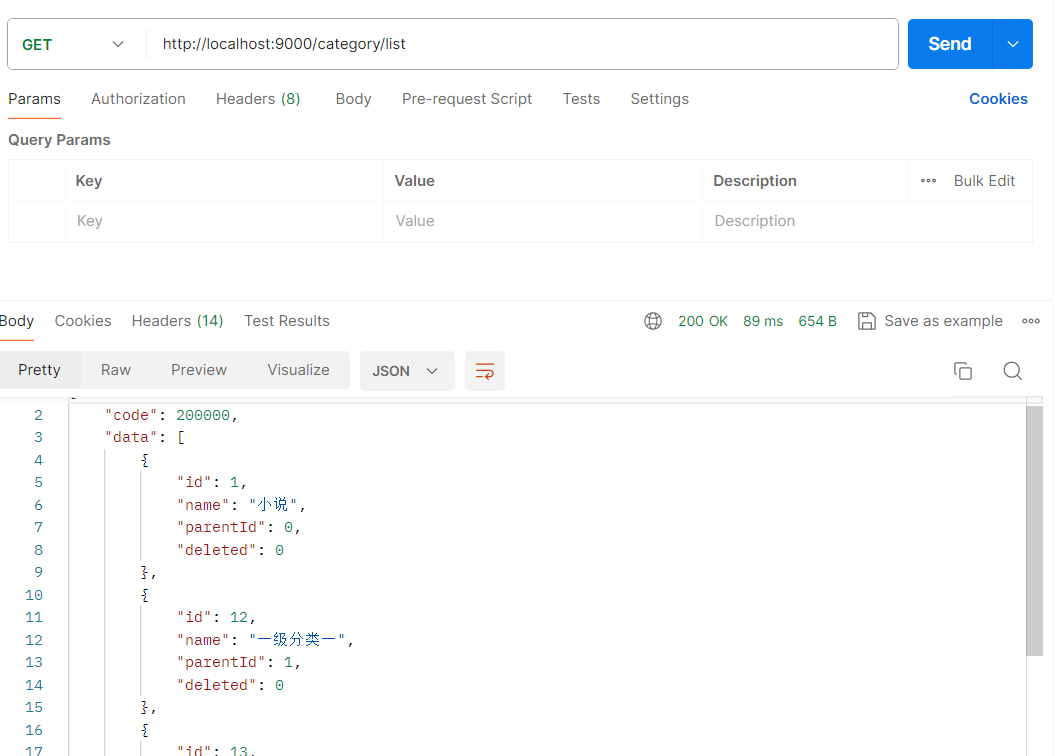 GET http://localhost:9000/category/list Send
Params Authorization Headers (8) Body Pre-request Script Tests Settings Cookies
Query Params
Key Value Description ••• Bulk Edit
Key Value Description
Body Cookies Headers (14) Test Results 200 OK 89 ms 654 B Save as example
Pretty Raw Preview Visualize JSON
2 "code": 200000,
3 "data": [
4 {
5 "id": 1,
6 "name": "小说",
7 "parentId": 0,
8 "deleted": 0
9 },
10 {
11 "id": 12,
12 "name": "一级分类一",
13 "parentId": 1,
14 "deleted": 0
15 },
16 {
17 "id": 13,